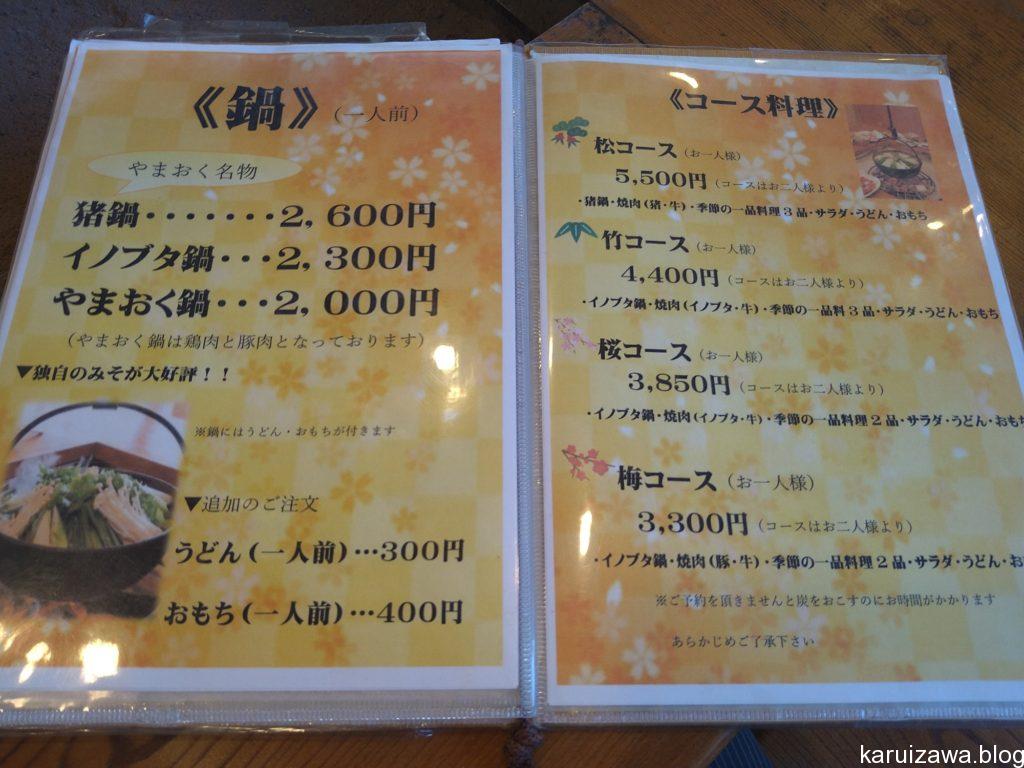 《鍋》(一人前)
やまおく名物
猪鍋・・・・・・・2,600円
イノブタ鍋・・・2,300円
やまおく鍋・・・2,000円
(やまおく鍋は鶏肉と豚肉となっております)
▼独自のみそが大好評!!
※鍋にはうどん・おもちが付きます
▼追加のご注文
うどん(一人前)…300円
おもち(一人前)…400円
《コース料理》
松コース(お一人様)
5,500円(コースはお二人様より)
・猪鍋・焼肉(猪・牛)・季節の一品料理3品・サラダ・うどん・おもち
竹コース(お一人様)
4,400円(コースはお二人様より)
・イノブタ鍋・焼肉(イノブタ・牛)・季節の一品料3品・サラダ・うどん・おもち
桜コース(お一人様)
3,850円(コースはお二人様より)
・イノブタ鍋・焼肉(イノブタ・牛)・季節の一品料理2品・サラダ・うどん・おもち
梅コース(お一人様)
3,300円(コースはお二人様より)
・イノブタ鍋・焼肉(豚・牛)・季節の一品料理2品・サラダ・うどん・お
※ご予約を頂きませんと炭をおこすのにお時間がかかります
あらかじめご了承下さい
karuizawa.blog